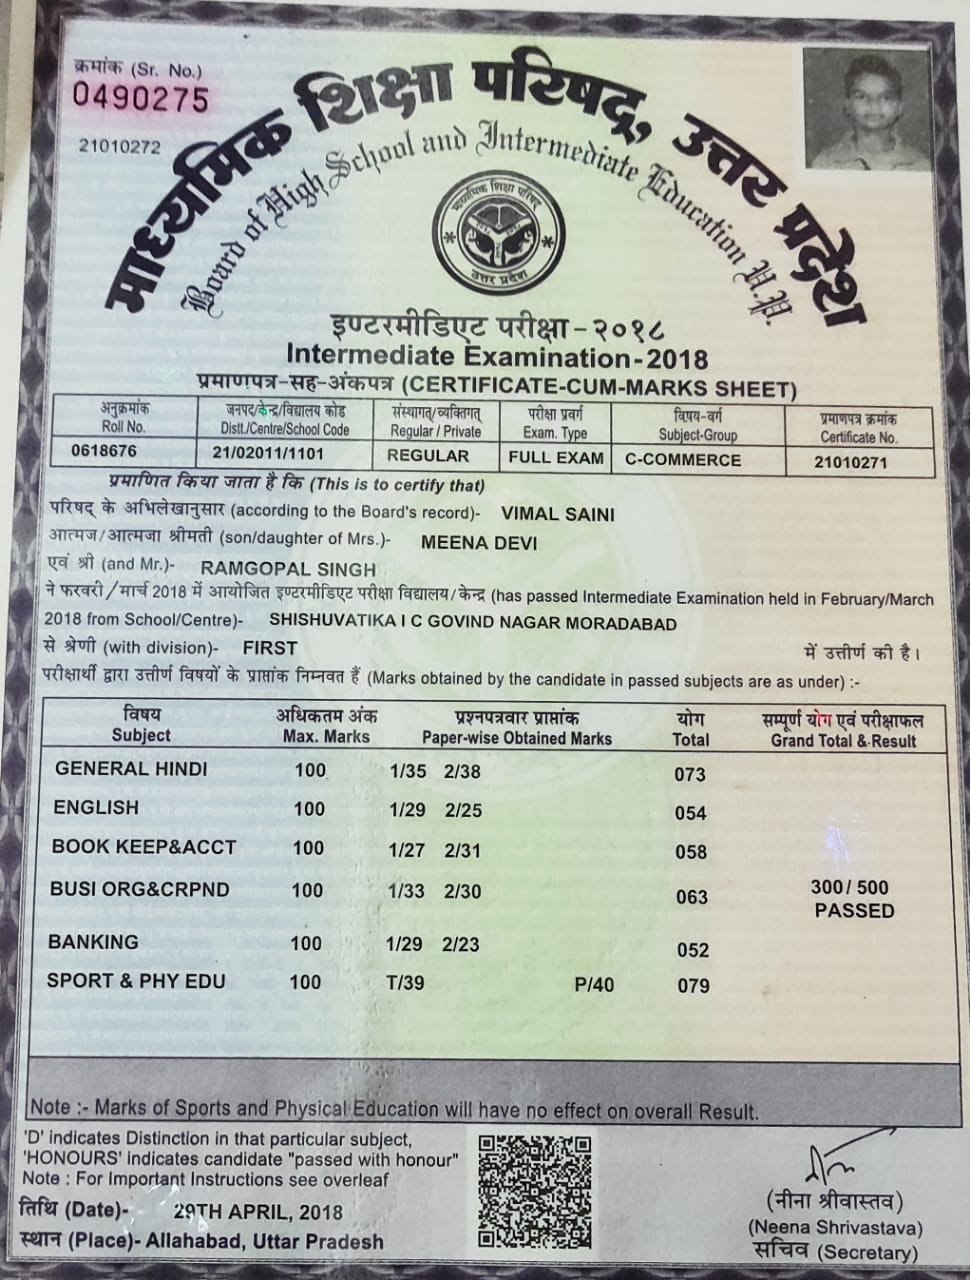 क्रमांक (Sr. No.)
0490275
21010272
माध्यमिक शिक्षा परिषद्, उत्तर प्रदेश
Board of High School and Intermediate Education U.P.
माध्यमिक शिक्षा परिषद्
उत्तर प्रदेश
इण्टरमीडिएट परीक्षा-२०१८
Intermediate Examination-2018
प्रमाणपत्र-सह-अंकपत्र (CERTIFICATE-CUM-MARKS SHEET)
अनुक्रमांक जनपद/केन्द्र/विद्यालय कोड संस्थागत/व्यक्तिगत् परीक्षा प्रवर्ग विषय-वर्ग प्रमाणपत्र क्रमांक
Roll No. Distt./Centre/School Code Regular / Private Exam. Type Subject-Group Certificate No.
0618676 21/02011/1101 REGULAR FULL EXAM C-COMMERCE 21010271
प्रमाणित किया जाता है कि (This is to certify that)
परिषद् के अभिलेखानुसार (according to the Board's record)- VIMAL SAINI
आत्मज/आत्मजा श्रीमती (son/daughter of Mrs.)- MEENA DEVI
एवं श्री (and Mr.)- RAMGOPAL SINGH
ने फरवरी/मार्च 2018 में आयोजित इण्टरमीडिएट परीक्षा विद्यालय/केन्द्र (has passed Intermediate Examination held in February/March
2018 from School/Centre)- SHISHUVATIKA I C GOVIND NAGAR MORADABAD
से श्रेणी (with division)- FIRST में उत्तीर्ण की है।
परीक्षार्थी द्वारा उत्तीर्ण विषयों के प्राप्तांक निम्नवत हैं (Marks obtained by the candidate in passed subjects are as under) :-
विषय अधिकतम अंक प्रश्नपत्रवार प्राप्तांक योग सम्पूर्ण योग एवं परीक्षाफल
Subject Max. Marks Paper-wise Obtained Marks Total Grand Total & Result
GENERAL HINDI 100 1/35 2/38 073
ENGLISH 100 1/29 2/25 054
BOOK KEEP&ACCT 100 1/27 2/31 058
BUSI ORG&CRPND 100 1/33 2/30 063 300/ 500
PASSED
BANKING 100 1/29 2/23 052
SPORT & PHY EDU 100 T/39 P/40 079
Note :- Marks of Sports and Physical Education will have no effect on overall Result.
'D' indicates Distinction in that particular subject,
'HONOURS' indicates candidate "passed with honour"
Note : For Important Instructions see overleaf
तिथि (Date)- 29TH APRIL, 2018
स्थान (Place)- Allahabad, Uttar Pradesh
(नीना श्रीवास्तव)
(Neena Shrivastava)
सचिव (Secretary)